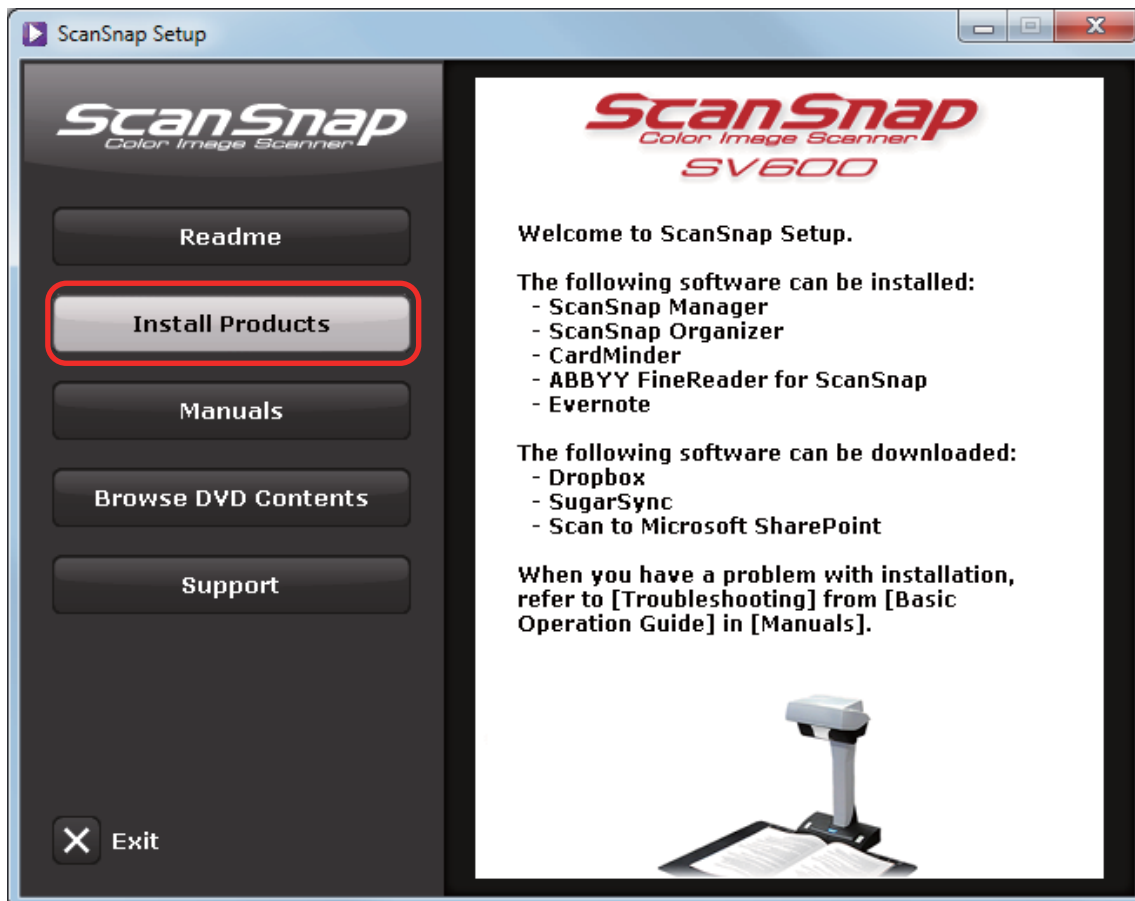 ScanSnap Setup
ScanSnap
Color Image Scanner
Readme
Install Products
Manuals
Browse DVD Contents
Support
Exit
ScanSnap
Color Image Scanner
SV600
Welcome to ScanSnap Setup.
The following software can be installed:
- ScanSnap Manager
- ScanSnap Organizer
- CardMinder
- ABBYY FineReader for ScanSnap
- Evernote
The following software can be downloaded:
- Dropbox
- SugarSync
- Scan to Microsoft SharePoint
When you have a problem with installation,
refer to [Troubleshooting] from [Basic
Operation Guide] in [Manuals].